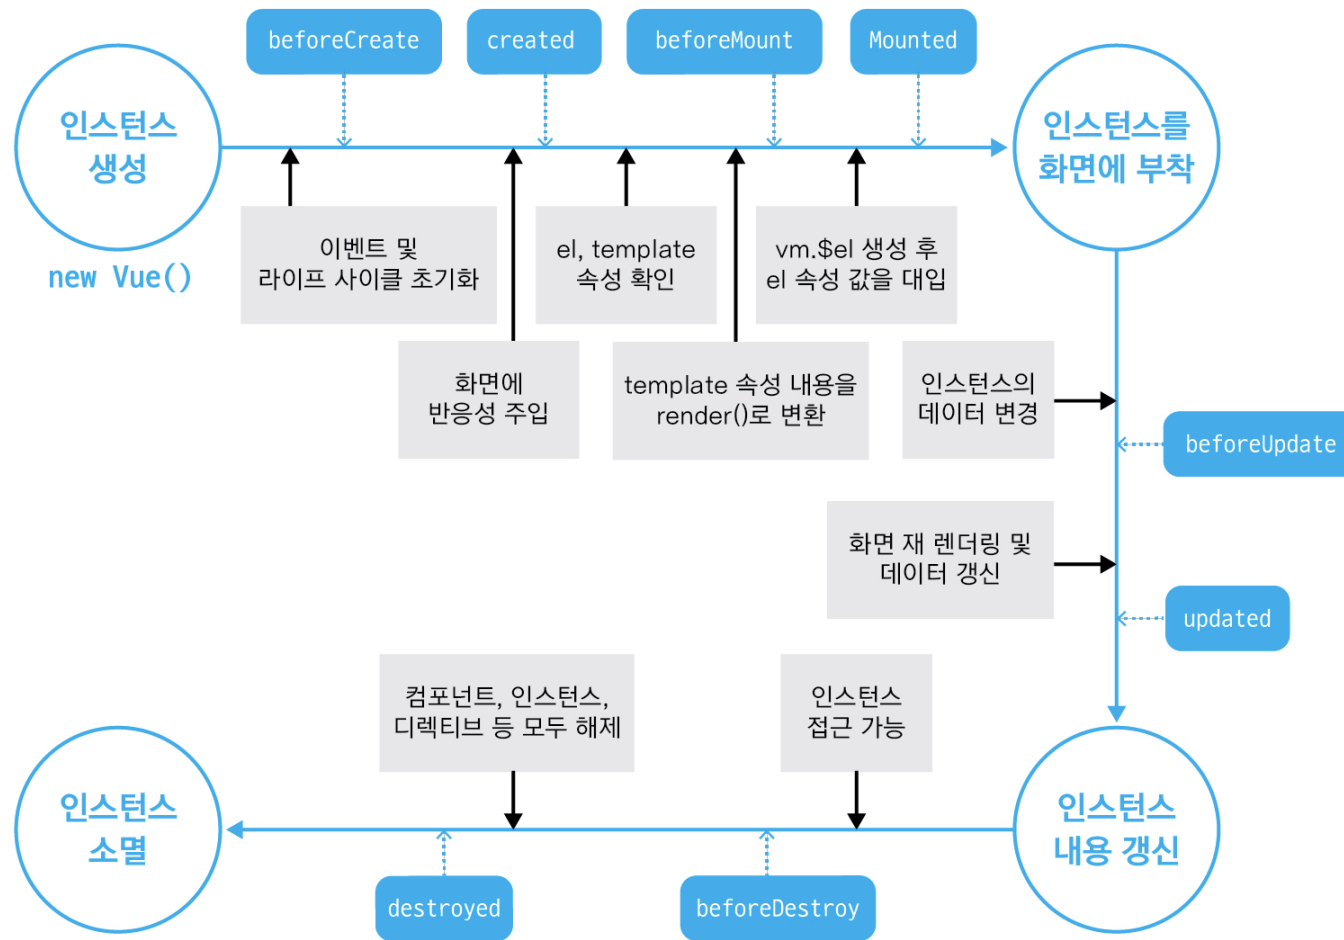 beforeCreate
created
beforeMount
Mounted
인스턴스
생성
new Vue()
인스턴스를
화면에 부착
이벤트 및
라이프 사이클 초기화
el, template
속성 확인
vm.$el 생성 후
el 속성 값을 대입
화면에
반응성 주입
template 속성 내용을
render()로 변환
인스턴스의
데이터 변경
beforeUpdate
화면 재 렌더링 및
데이터 갱신
updated
컴포넌트, 인스턴스,
디렉티브 등 모두 해제
인스턴스
접근 가능
인스턴스
소멸
인스턴스
내용 갱신
destroyed
beforeDestroy